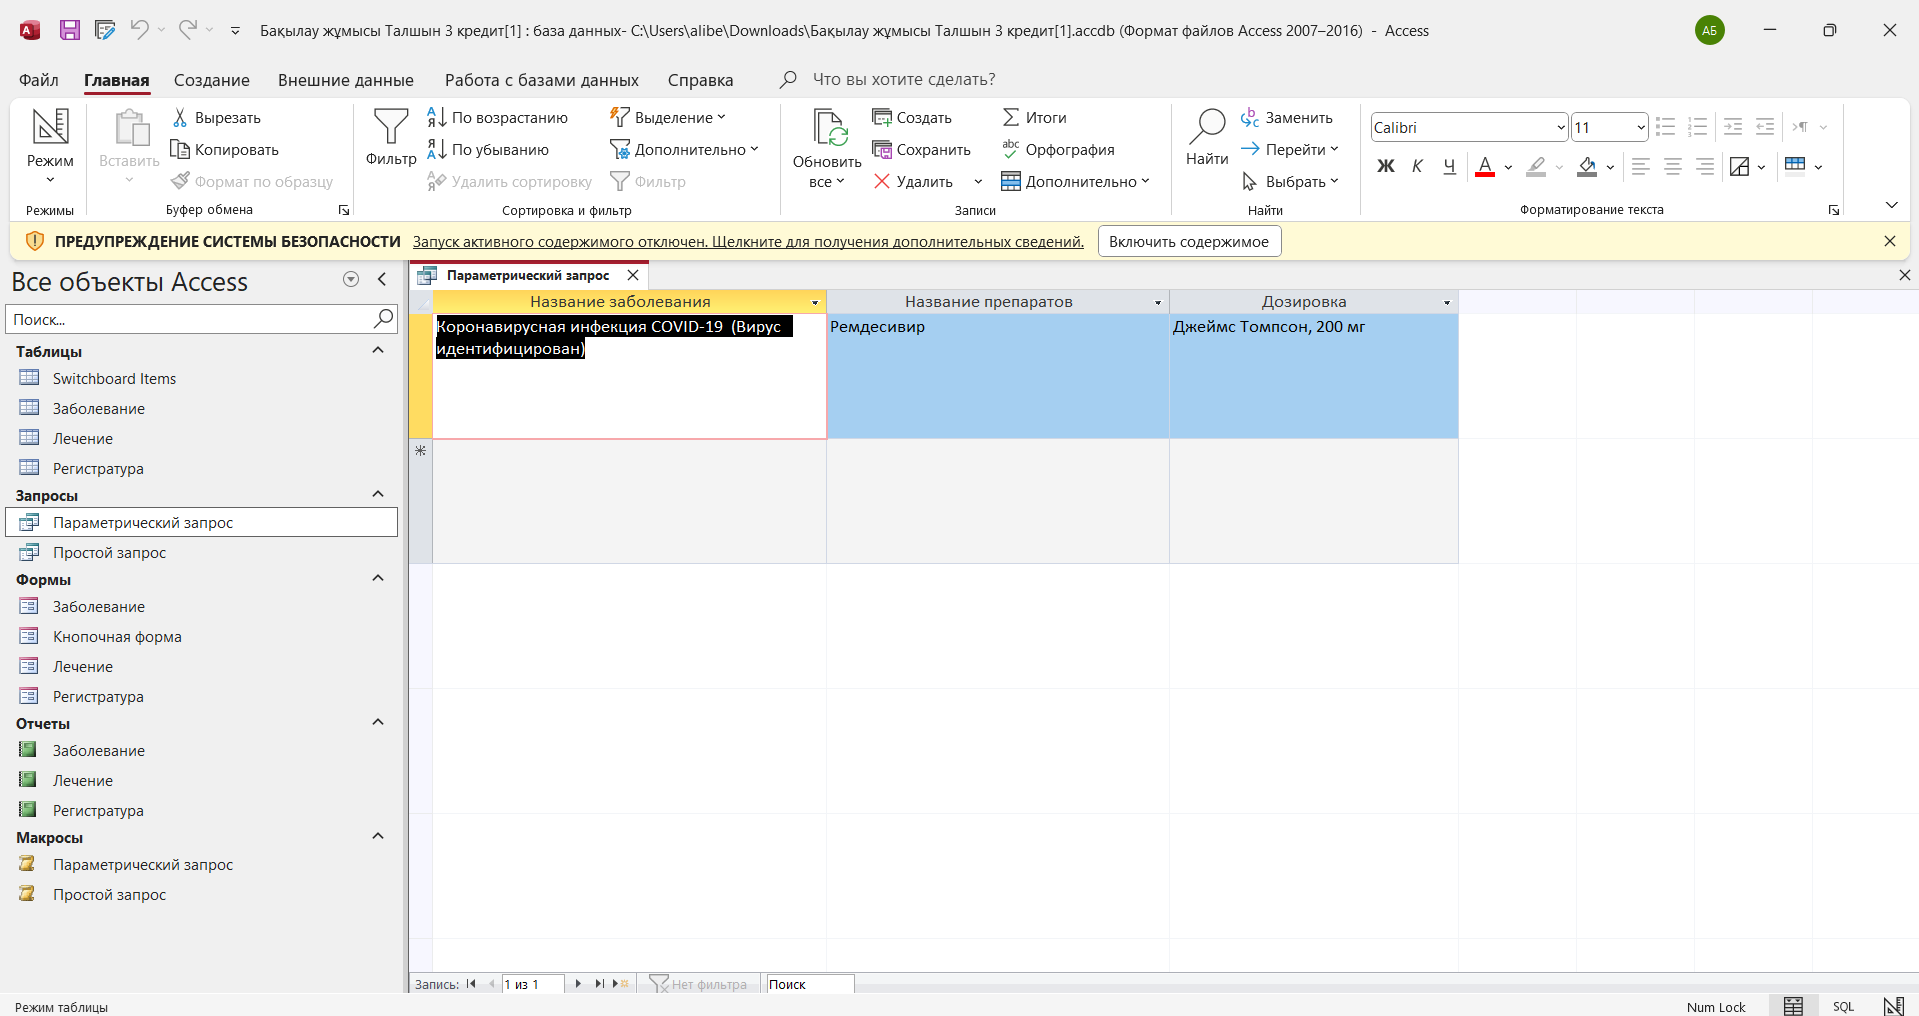 Бақылау жұмысы Талшын 3 кредит[1] : база данных- C:\Users\alibe\Downloads\Бақылау жұмысы Талшын 3 кредит[1].accdb (Формат файлов Access 2007–2016) - Access
АБ
Файл Главная Создание Внешние данные Работа с базами данных Справка Что вы хотите сделать?
Режим
Режимы
Вставить
Вырезать
Копировать
Формат по образцу
Буфер обмена
Фильтр
По возрастанию
По убыванию
Удалить сортировку
Выделение
Дополнительно
Фильтр
Сортировка и фильтр
Обновить
все
Создать
Сохранить
Удалить
Итоги
Орфография
Дополнительно
Записи
Найти
Заменить
Перейти
Выбрать
Найти
Calibri 11
Ж К Ч
Форматирование текста
ПРЕДУПРЕЖДЕНИЕ СИСТЕМЫ БЕЗОПАСНОСТИ Запуск активного содержимого отключен. Щелкните для получения дополнительных сведений. Включить содержимое
Все объекты Access
Поиск...
Таблицы
Switchboard Items
Заболевание
Лечение
Регистратура
Запросы
Параметрический запрос
Простой запрос
Формы
Заболевание
Кнопочная форма
Лечение
Регистратура
Отчеты
Заболевание
Лечение
Регистратура
Макросы
Параметрический запрос
Простой запрос
Параметрический запрос
Название заболевания Название препаратов Дозировка
Коронавирусная инфекция COVID-19 (Вирус идентифицирован) Ремдесивир Джеймс Томпсон, 200 мг
Запись: 1 из 1 Нет фильтра Поиск
Режим таблицы Num Lock SQL